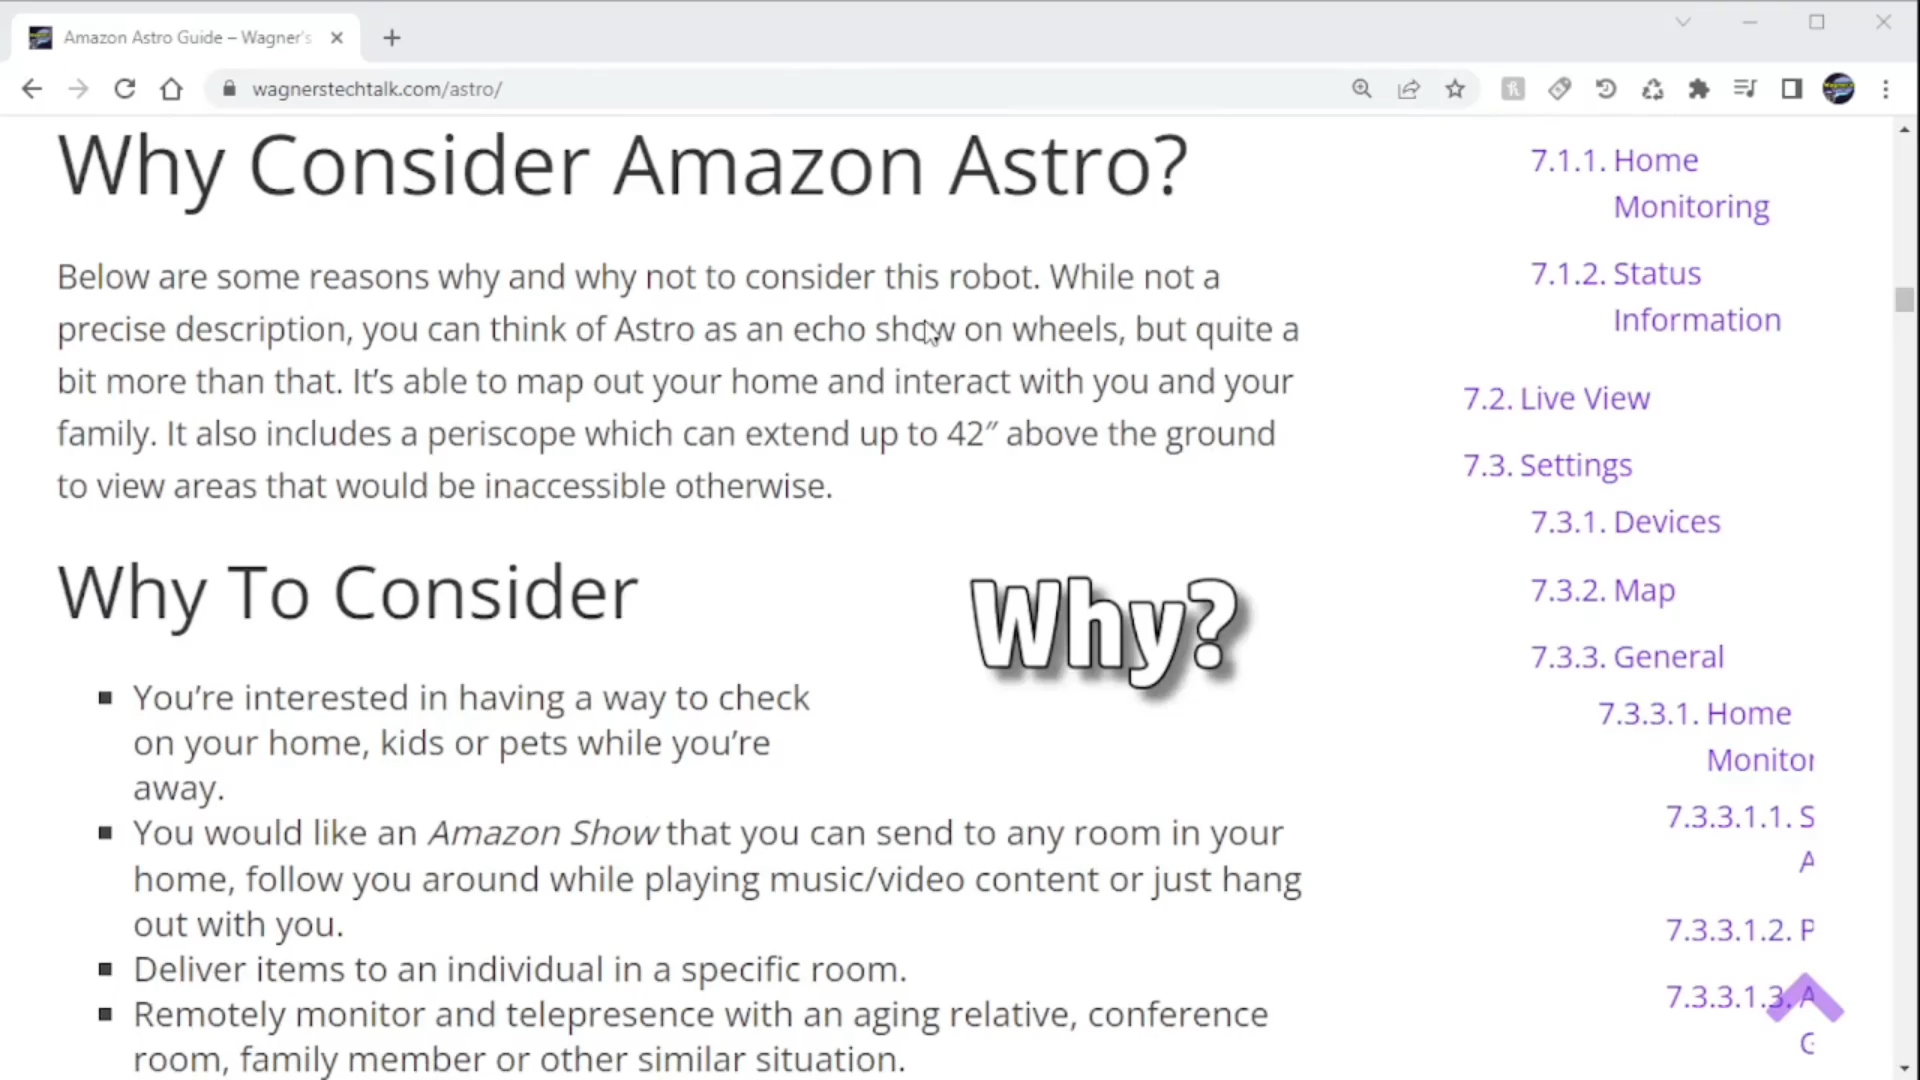 Amazon Astro Guide – Wagner's
wagnerstechtalk.com/astro/
Why Consider Amazon Astro?
Below are some reasons why and why not to consider this robot. While not a
precise description, you can think of Astro as an echo show on wheels, but quite a
bit more than that. It’s able to map out your home and interact with you and your
family. It also includes a periscope which can extend up to 42″ above the ground
to view areas that would be inaccessible otherwise.
Why To Consider
Why?
You’re interested in having a way to check
on your home, kids or pets while you’re
away.
You would like an Amazon Show that you can send to any room in your
home, follow you around while playing music/video content or just hang
out with you.
Deliver items to an individual in a specific room.
Remotely monitor and telepresence with an aging relative, conference
room, family member or other similar situation.
7.1.1. Home
Monitoring
7.1.2. Status
Information
7.2. Live View
7.3. Settings
7.3.1. Devices
7.3.2. Map
7.3.3. General
7.3.3.1. Home
Monitor
7.3.3.1.1. S
A
7.3.3.1.2. P
7.3.3.1.3. A
G